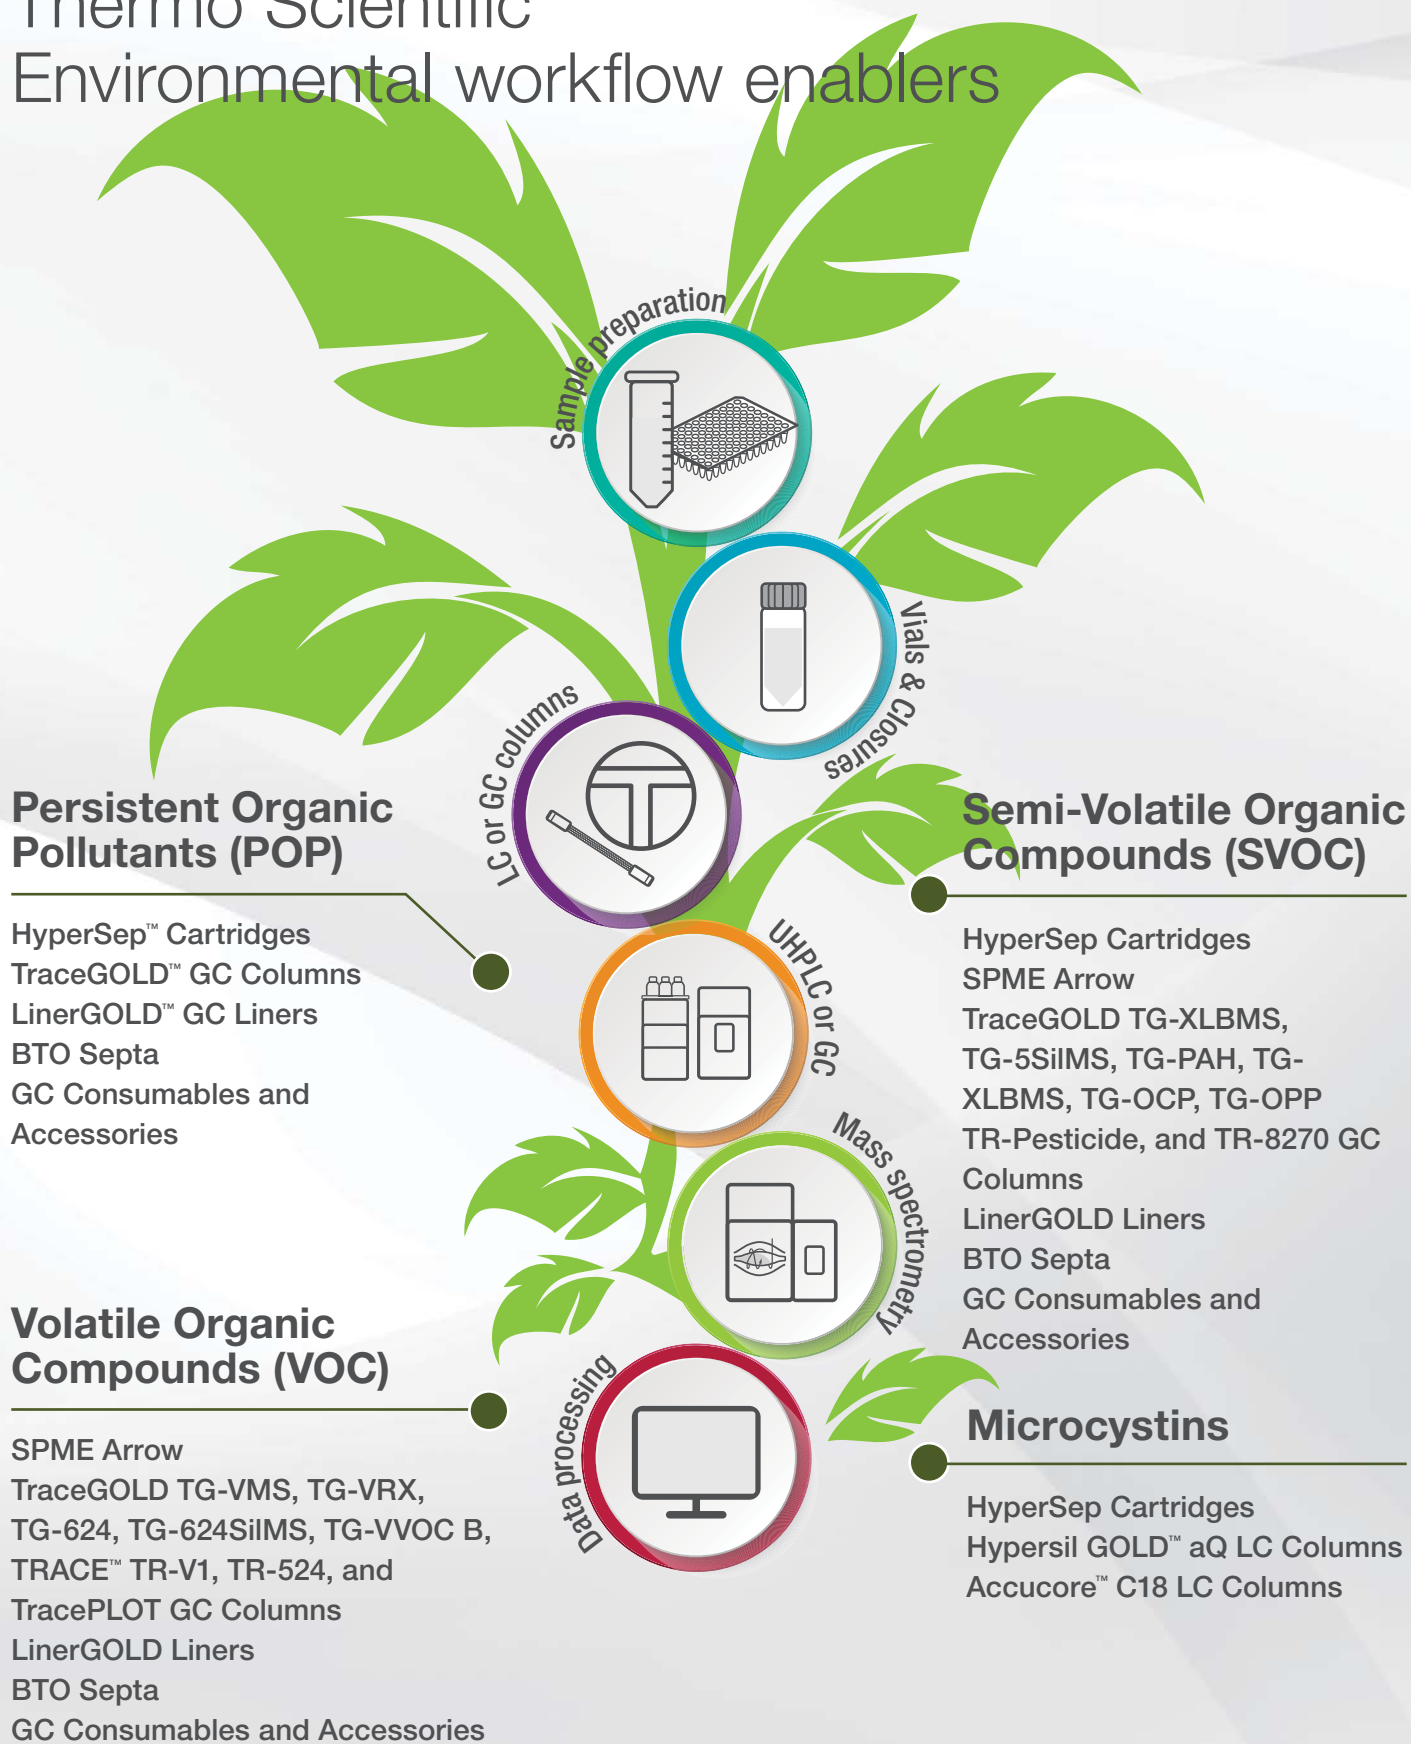 Thermo Scientific
Environmental workflow enablers
Sample preparation
Vials & Closures
LC or GC columns
UHPLC or GC
Mass spectrometry
Data processing
Persistent Organic
Pollutants (POP)
HyperSep™ Cartridges
TraceGOLD™ GC Columns
LinerGOLD™ GC Liners
BTO Septa
GC Consumables and
Accessories
Volatile Organic
Compounds (VOC)
SPME Arrow
TraceGOLD TG-VMS, TG-VRX,
TG-624, TG-624SilMS, TG-VVOC B,
TRACE™ TR-V1, TR-524, and
TracePLOT GC Columns
LinerGOLD Liners
BTO Septa
GC Consumables and Accessories
Semi-Volatile Organic
Compounds (SVOC)
HyperSep Cartridges
SPME Arrow
TraceGOLD TG-XLBMS,
TG-5SilMS, TG-PAH, TG-
XLBMS, TG-OCP, TG-OPP
TR-Pesticide, and TR-8270 GC
Columns
LinerGOLD Liners
BTO Septa
GC Consumables and
Accessories
Microcystins
HyperSep Cartridges
Hypersil GOLD™ aQ LC Columns
Accucore™ C18 LC Columns